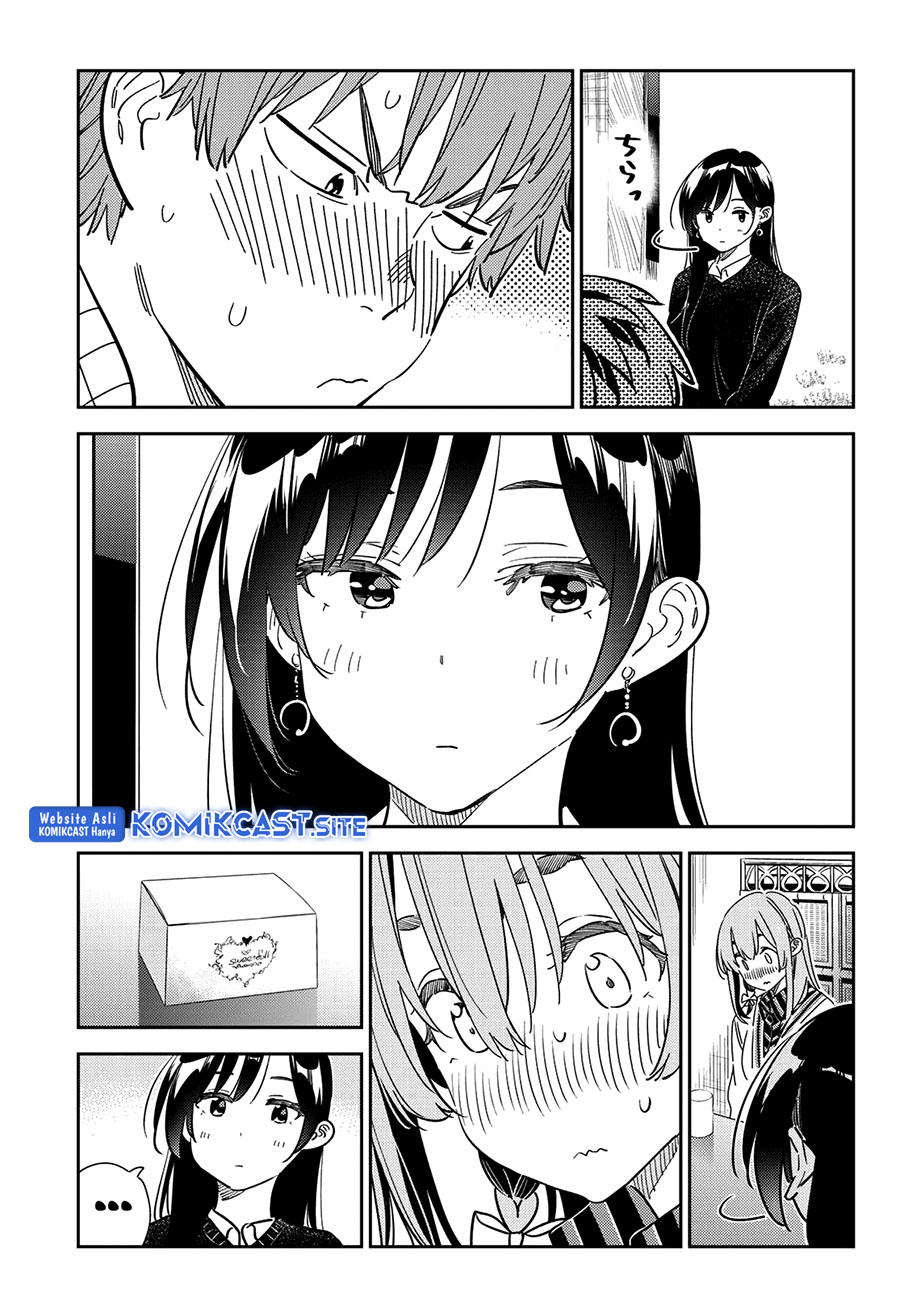 ちらっ
Website Asli
KOMIKCAST Hanya
KOMIKCAST.SITE
•••